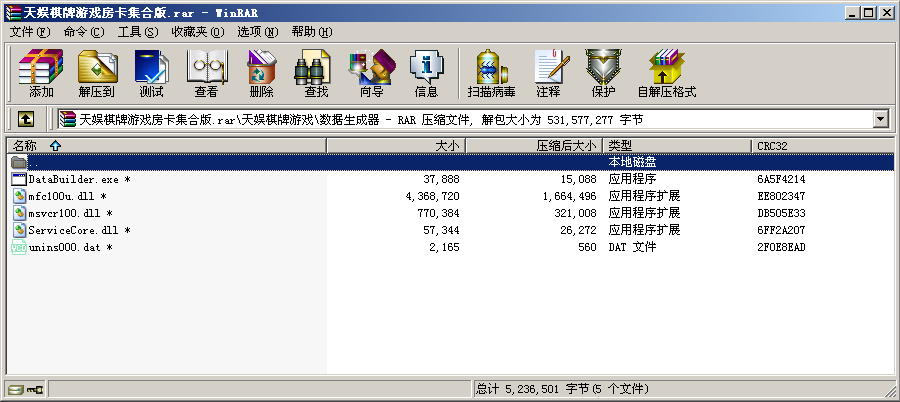 天娱棋牌游戏房卡集合版.rar - WinRAR
文件(F) 命令(C) 工具(S) 收藏夹(O) 选项(N) 帮助(H)
添加 解压到 测试 查看 删除 查找 向导 信息 扫描病毒 注释 保护 自解压格式
天娱棋牌游戏房卡集合版.rar\天娱棋牌游戏\数据生成器 - RAR 压缩文件, 解包大小为 531,577,277 字节
名称 大小 压缩后大小 类型 CRC32
.. 本地磁盘
DataBuilder.exe * 37,888 15,088 应用程序 6A5F4214
mfc100u.dll * 4,368,720 1,664,496 应用程序扩展 EE802347
msvcr100.dll * 770,384 321,008 应用程序扩展 DB505E33
ServiceCore.dll * 57,344 26,272 应用程序扩展 6FF2A207
unins000.dat * 2,165 560 DAT 文件 2F0E8EAD
总计 5,236,501 字节(5 个文件)